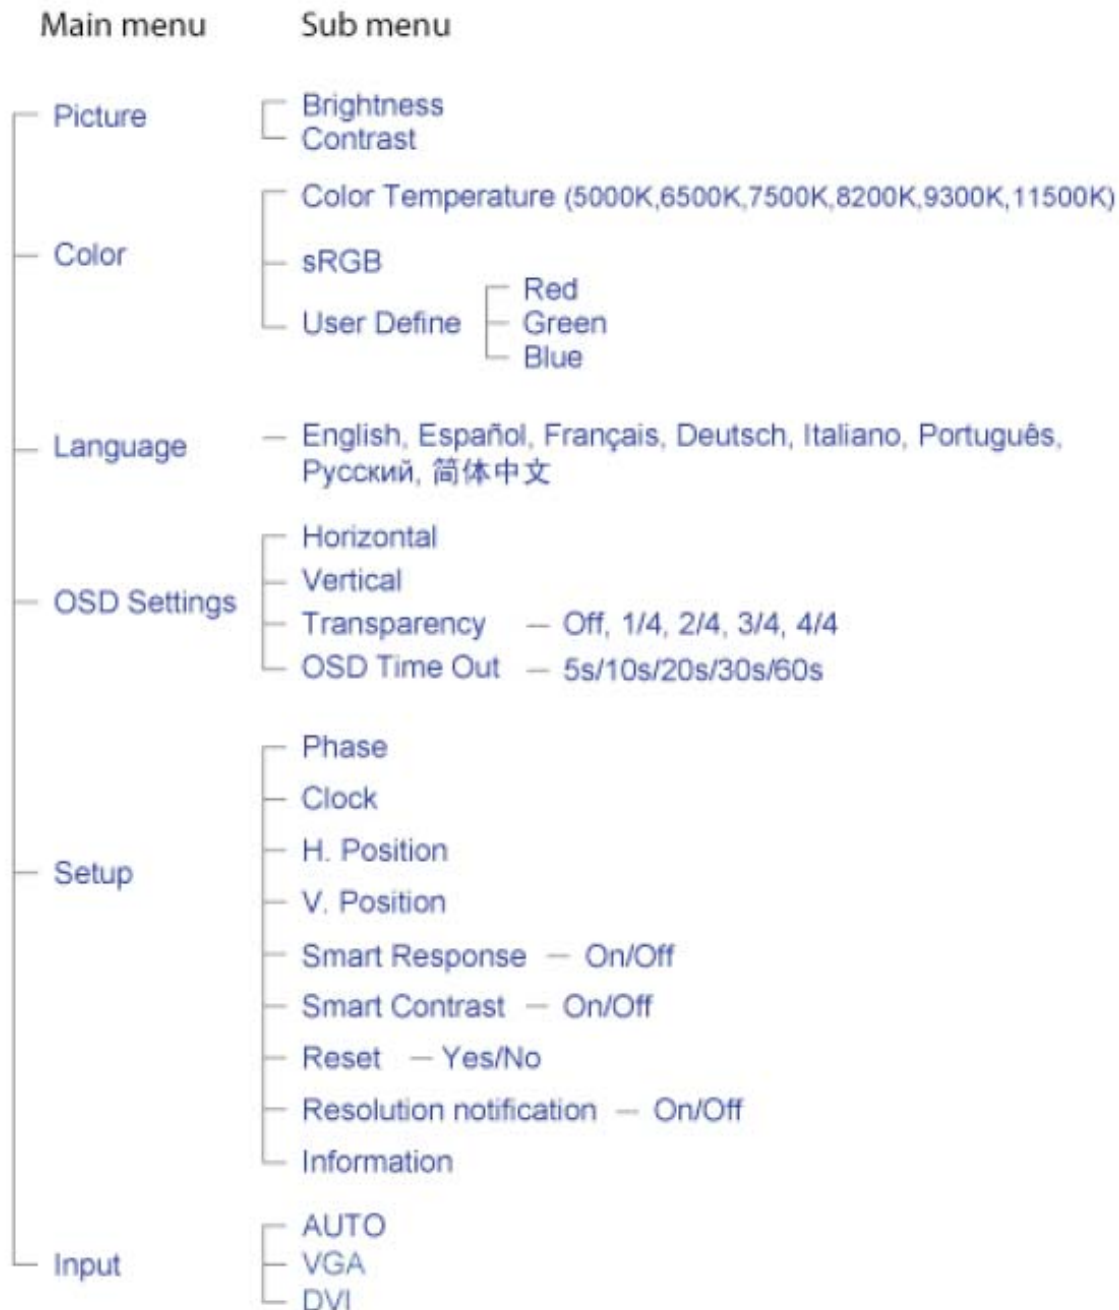 Main menu Sub menu
Picture
Brightness
Contrast
Color
Color Temperature (5000K,6500K,7500K,8200K,9300K,11500K)
sRGB
User Define
Red
Green
Blue
Language
English, Español, Français, Deutsch, Italiano, Português,
Русский, 简体中文
OSD Settings
Horizontal
Vertical
Transparency — Off, 1/4, 2/4, 3/4, 4/4
OSD Time Out — 5s/10s/20s/30s/60s
Setup
Phase
Clock
H. Position
V. Position
Smart Response — On/Off
Smart Contrast — On/Off
Reset — Yes/No
Resolution notification — On/Off
Information
Input
AUTO
VGA
DVI